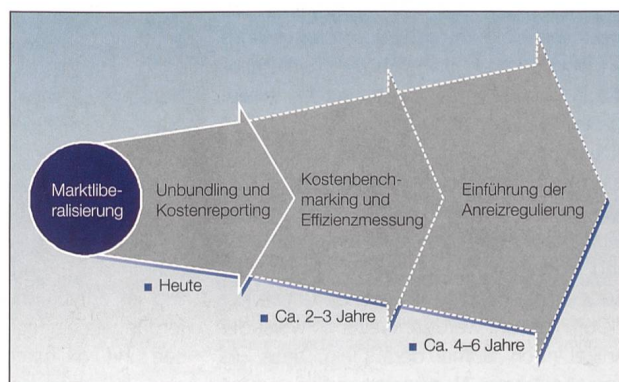 Marktlibe-
ralisierung
Unbundling und
Kostenreporting
Kostenbench-
marking und
Effizienzmessung
Einführung der
Anreizregulierung
■ Heute
■ Ca. 2–3 Jahre
■ Ca. 4–6 Jahre